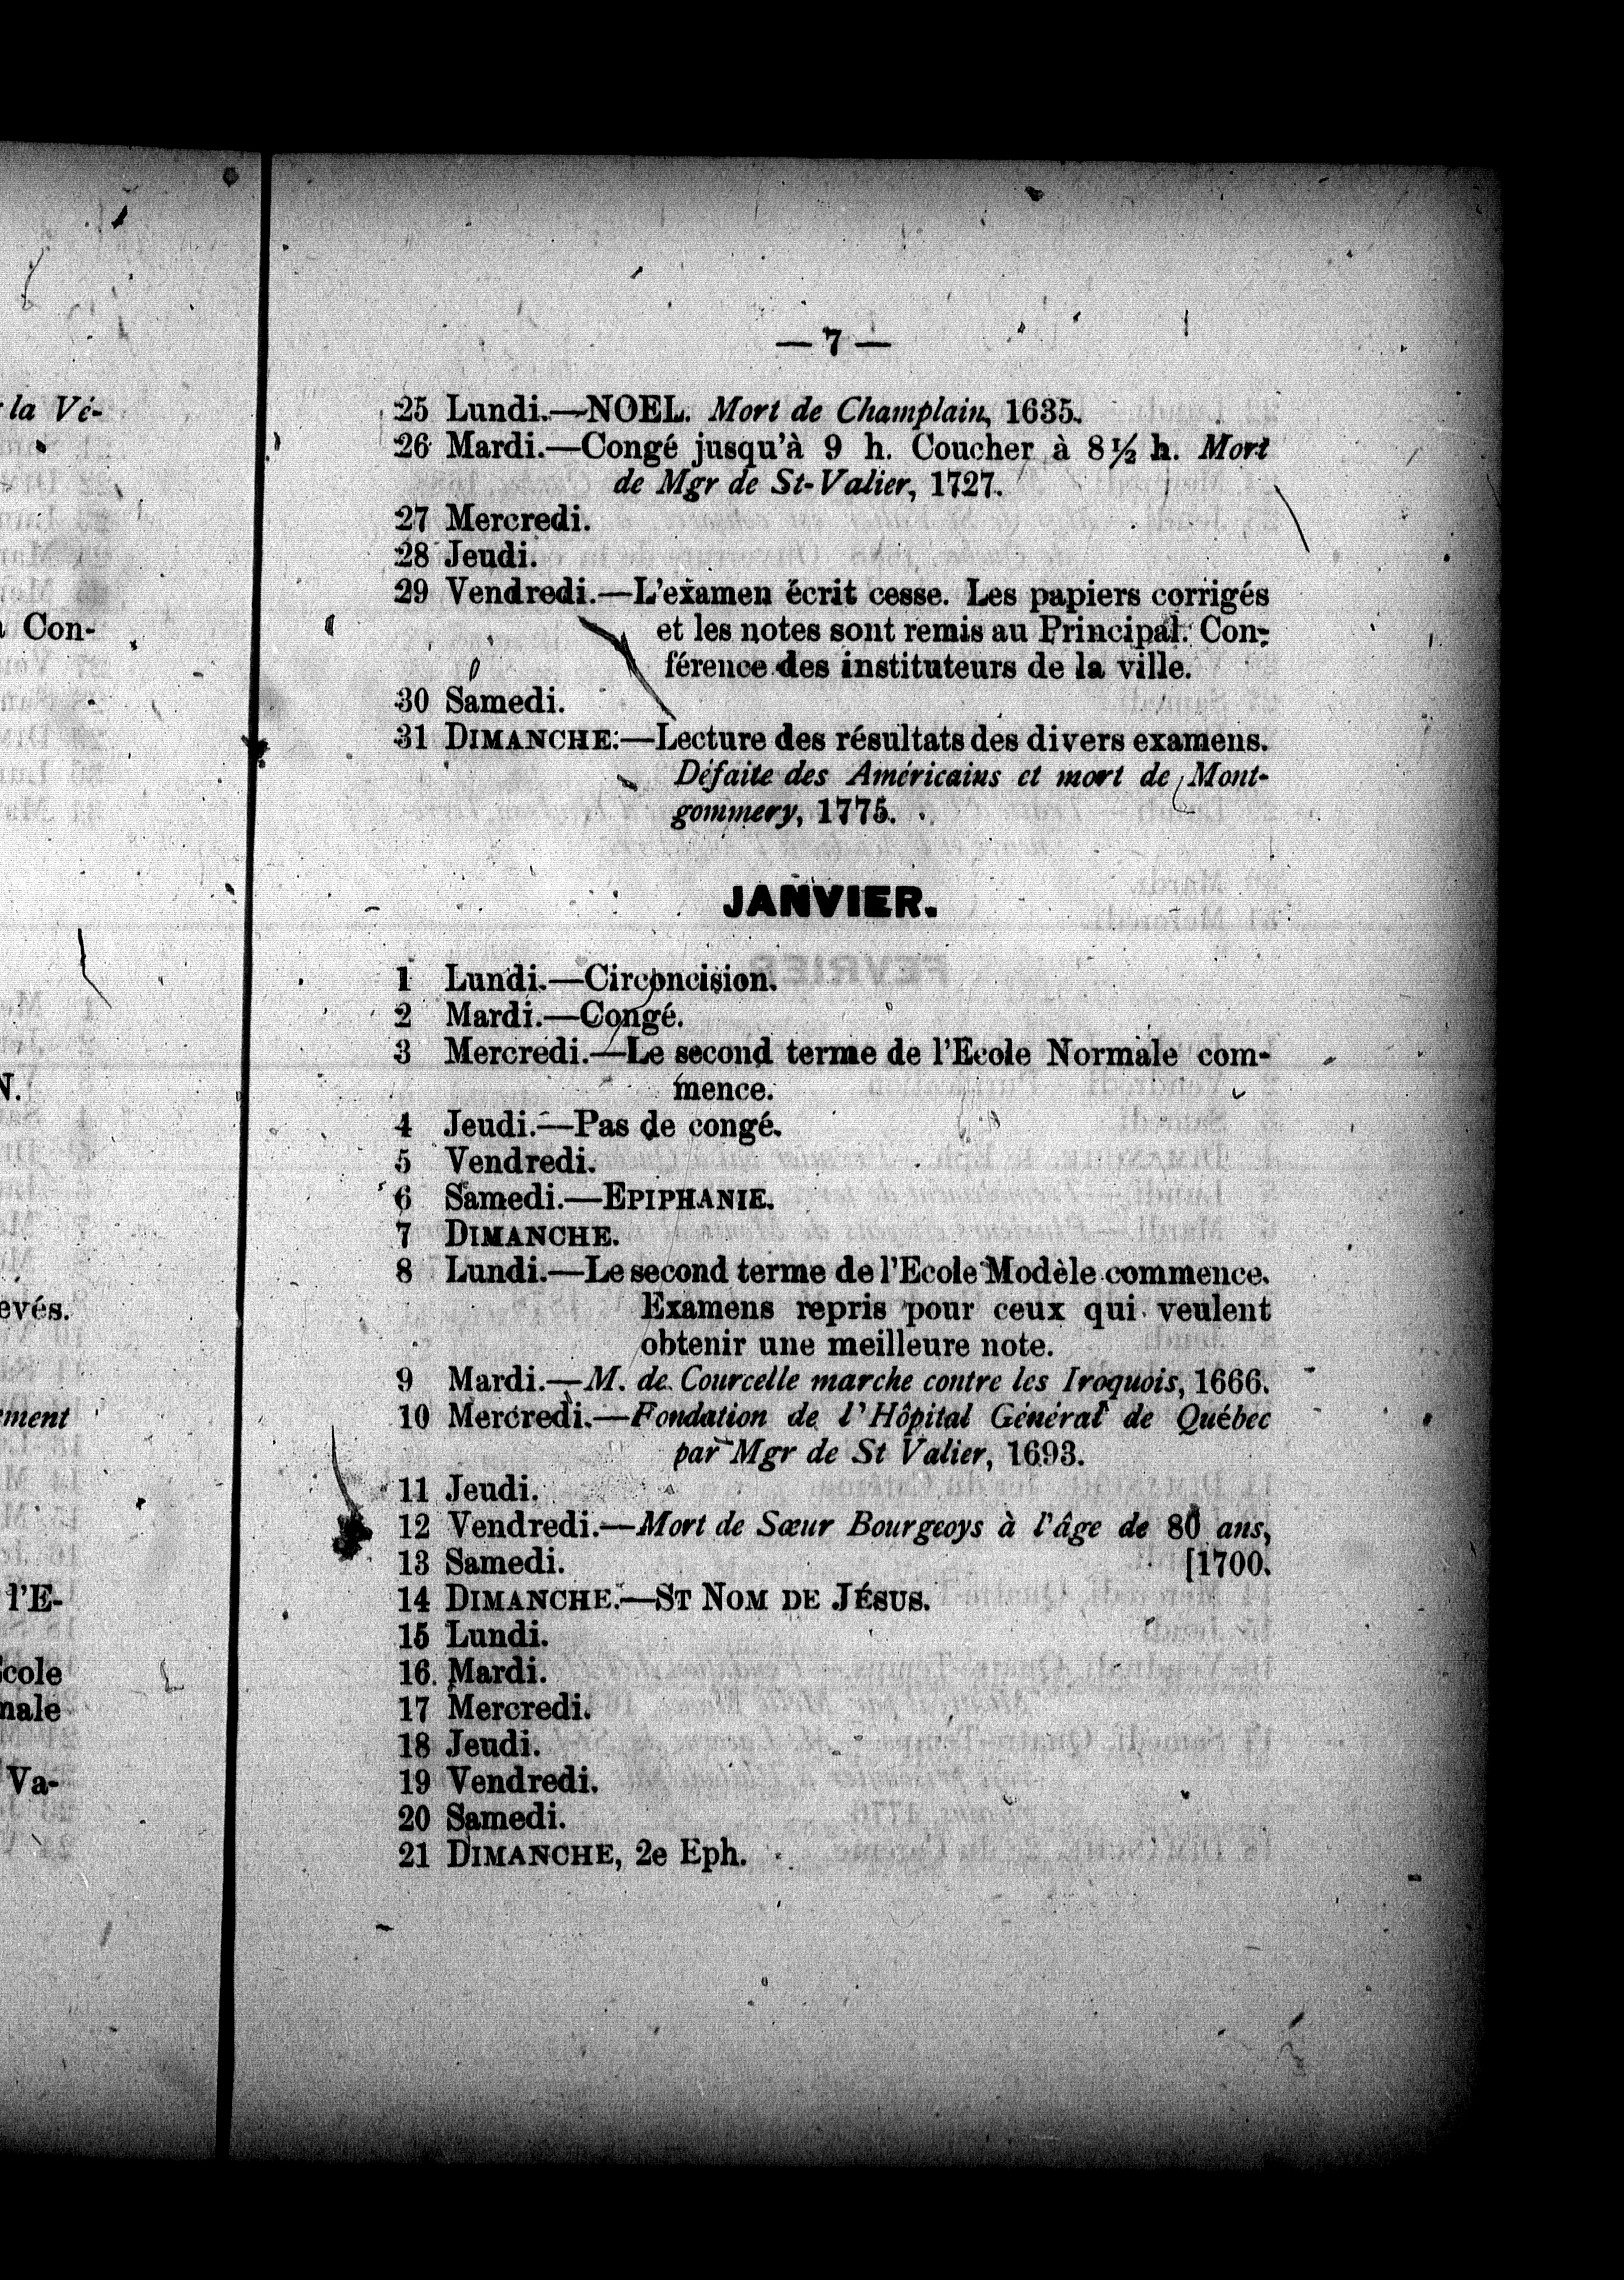 — 7 —
25 Lundi.—NOEL. Mort de Champlain, 1635.
26 Mardi.—Congé jusqu'à 9 h. Coucher à 8½ h. Mort
de Mgr de St-Valier, 1727.
27 Mercredi.
28 Jeudi.
29 Vendredi.—L'examen écrit cesse. Les papiers corrigés
et les notes sont remis au Principal. Con-
férence des instituteurs de la ville.
30 Samedi.
31 DIMANCHE.—Lecture des résultats des divers examens.
Défaite des Américains et mort de Mont-
gommery, 1775.
JANVIER.
1 Lundi.—Circoncision.
2 Mardi.—Congé.
3 Mercredi.—Le second terme de l'Ecole Normale com-
mence.
4 Jeudi.—Pas de congé.
5 Vendredi.
6 Samedi.—EPIPHANIE.
7 DIMANCHE.
8 Lundi.—Le second terme de l'Ecole Modèle commence.
Examens repris pour ceux qui veulent
obtenir une meilleure note.
9 Mardi.—M. de Courcelle marche contre les Iroquois, 1666.
10 Mercredi.—Fondation de l'Hôpital Général de Québec
par Mgr de St Valier, 1693.
11 Jeudi.
12 Vendredi.—Mort de Sœur Bourgeoys à l'âge de 80 ans,
13 Samedi. [1700.
14 DIMANCHE.—ST NOM DE JÉSUS.
15 Lundi.
16 Mardi.
17 Mercredi.
18 Jeudi.
19 Vendredi.
20 Samedi.
21 DIMANCHE, 2e Eph.
la Vé-
Con-
N.
evés.
ment
l'E-
cole
male
Va-